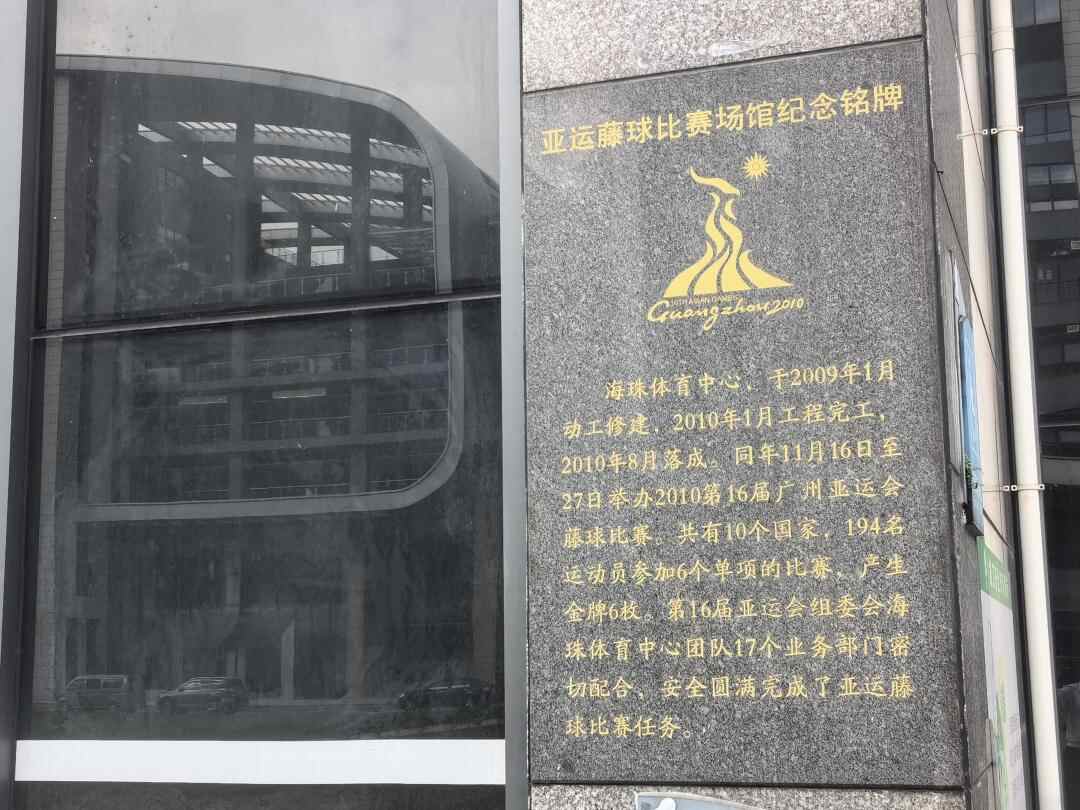 亚运藤球比赛场馆纪念铭牌
16TH ASIAN GAMES
Guangzhou 2010
海珠体育中心，于2009年1月
动工修建，2010年1月工程完工，
2010年8月落成。同年11月16日至
27日举办2010第16届广州亚运会
藤球比赛。共有10个国家，194名
运动员参加6个单项的比赛，产生
金牌6枚。第16届亚运会组委会海
珠体育中心团队17个业务部门密
切配合，安全圆满完成了亚运藤
球比赛任务。